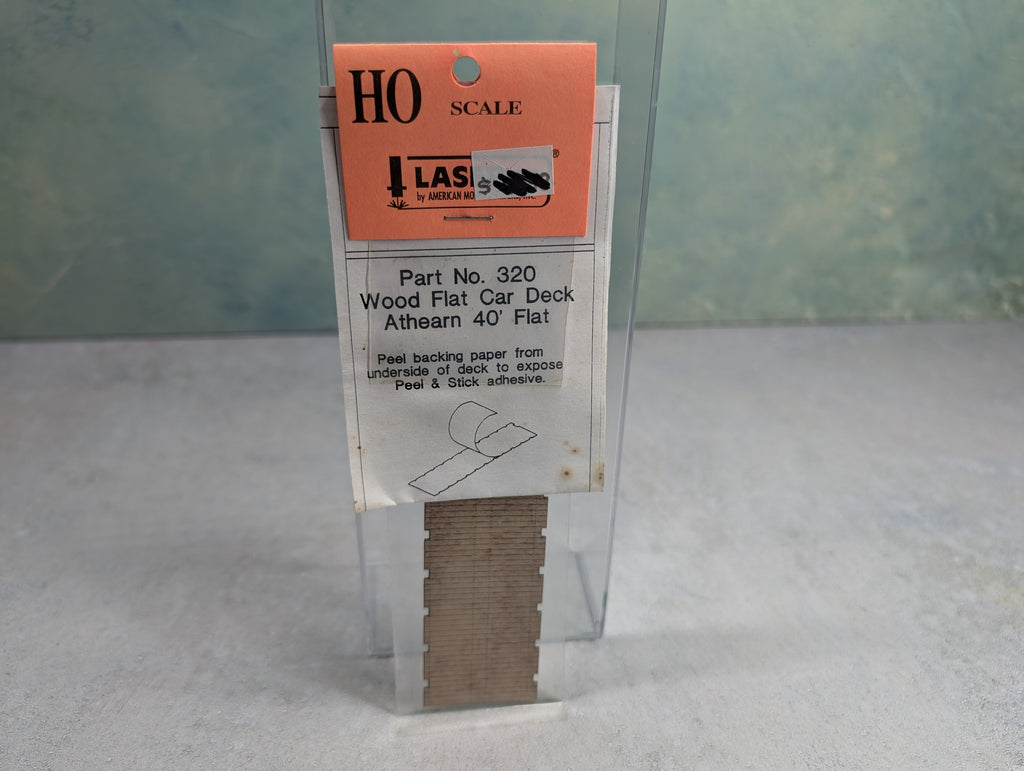 HO SCALE
LAS
®
$
by AMERICAN MO INC.
Part No. 320
Wood Flat Car Deck
Athearn 40' Flat
Peel backing paper from
underside of deck to expose
Peel & Stick adhesive.